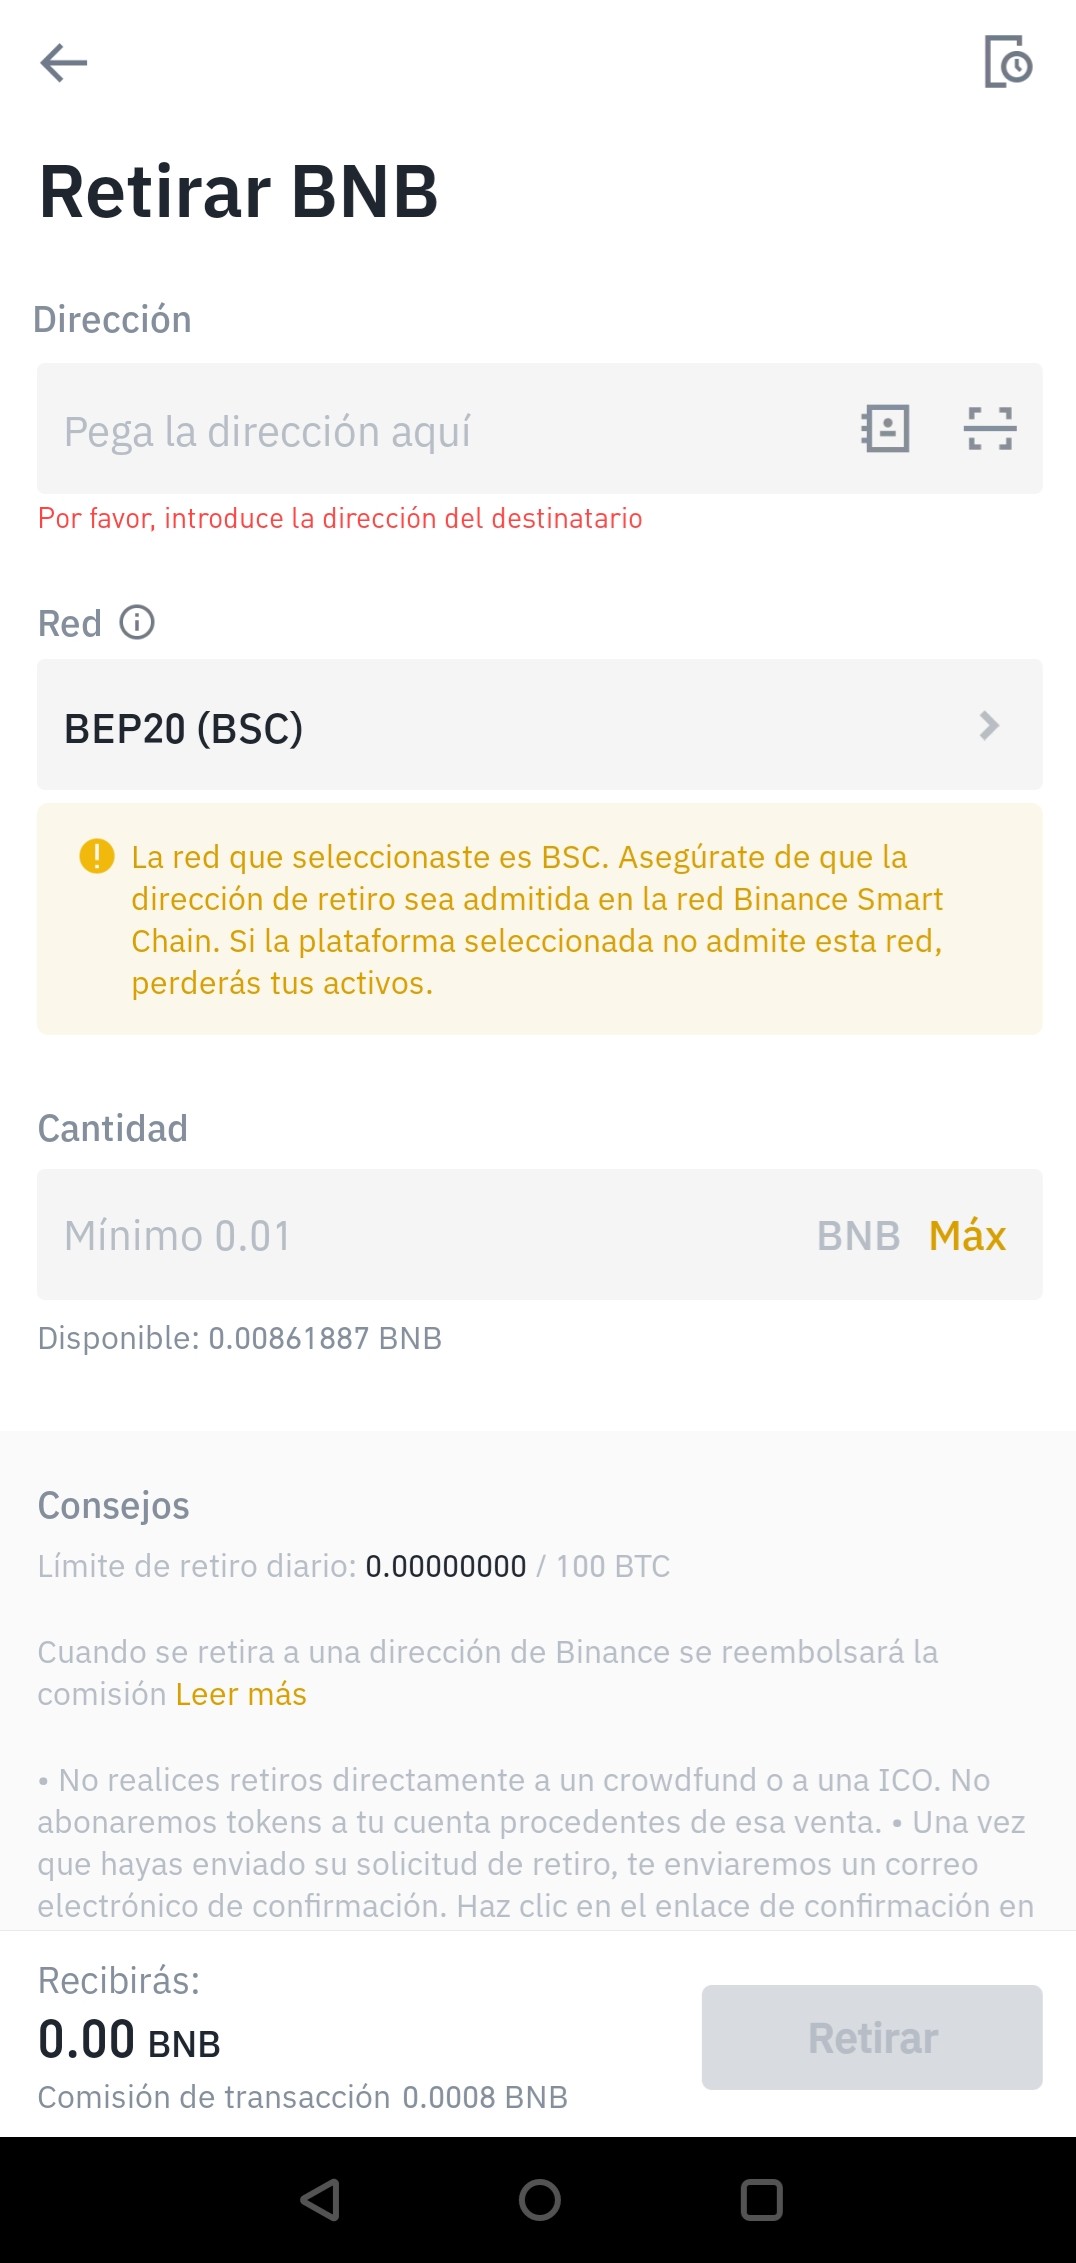 Retirar BNB
Dirección
Pega la dirección aquí
Por favor, introduce la dirección del destinatario
Red
BEP20 (BSC)
La red que seleccionaste es BSC. Asegúrate de que la
dirección de retiro sea admitida en la red Binance Smart
Chain. Si la plataforma seleccionada no admite esta red,
perderás tus activos.
Cantidad
Mínimo 0.01 BNB Máx
Disponible: 0.00861887 BNB
Consejos
Límite de retiro diario: 0.00000000 / 100 BTC
Cuando se retira a una dirección de Binance se reembolsará la
comisión Leer más
• No realices retiros directamente a un crowdfund o a una ICO. No
abonaremos tokens a tu cuenta procedentes de esa venta. • Una vez
que hayas enviado su solicitud de retiro, te enviaremos un correo
electrónico de confirmación. Haz clic en el enlace de confirmación en
Recibirás:
0.00 BNB
Retirar
Comisión de transacción 0.0008 BNB